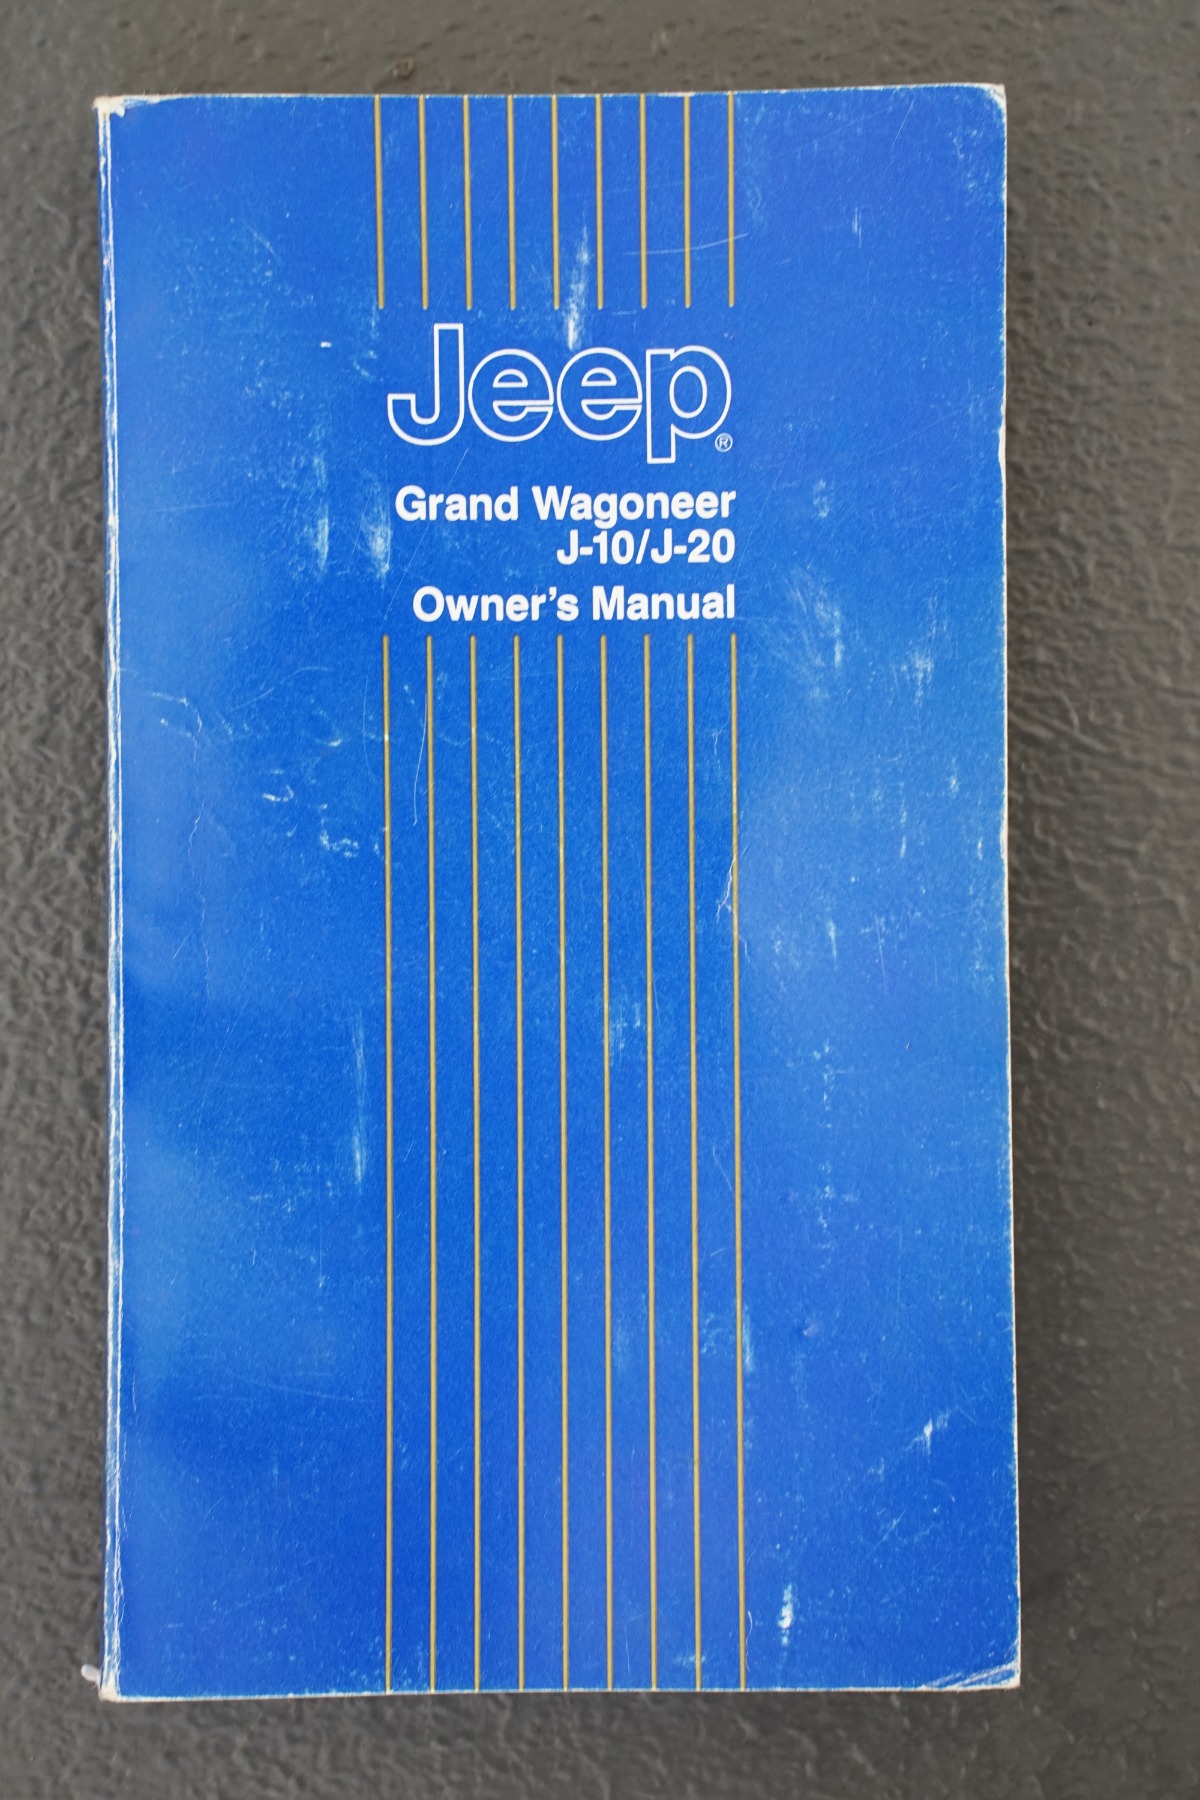 Jeep®
Grand Wagoneer
J-10/J-20
Owner's Manual